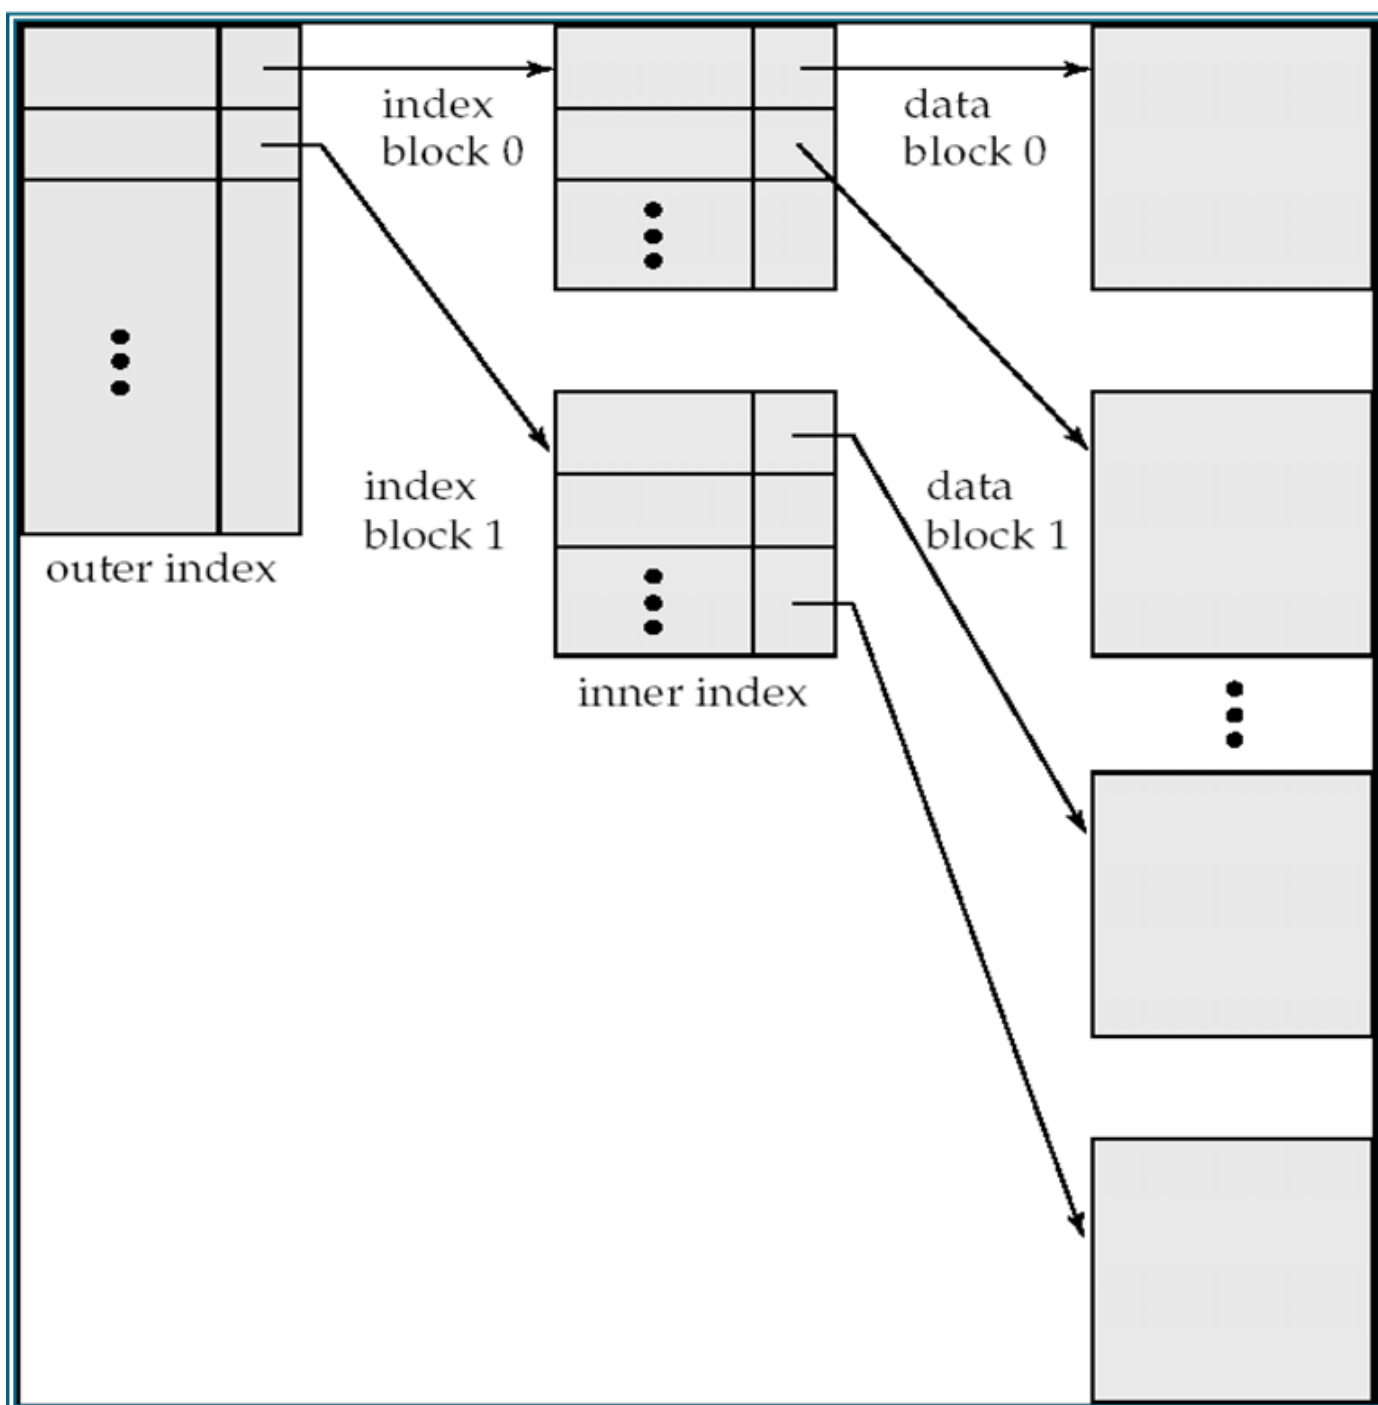 index
block 0
data
block 0
index
block 1
data
block 1
outer index
inner index